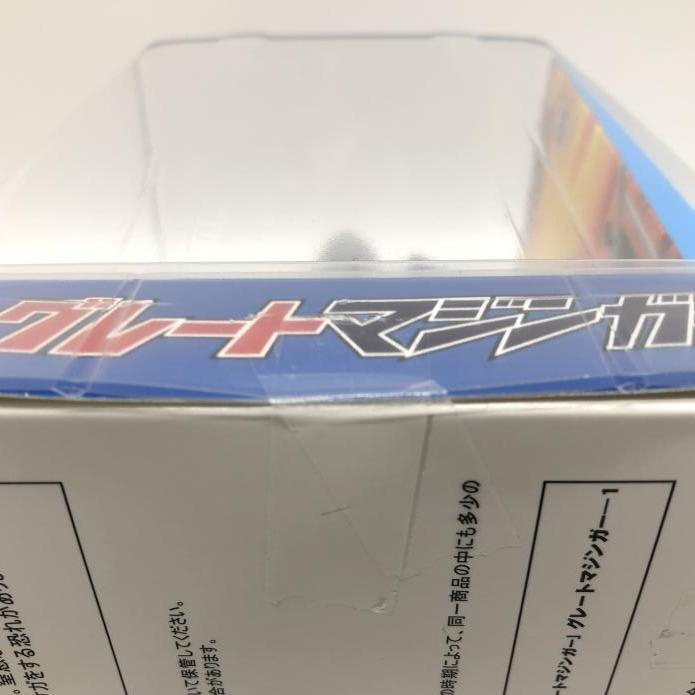 グレートマジンガ
をする恐れがあり
いて保管してください。
合があります。
の時期によって、同一商品の中にも多少の
ートマジンガー」グレートマジンガー―1